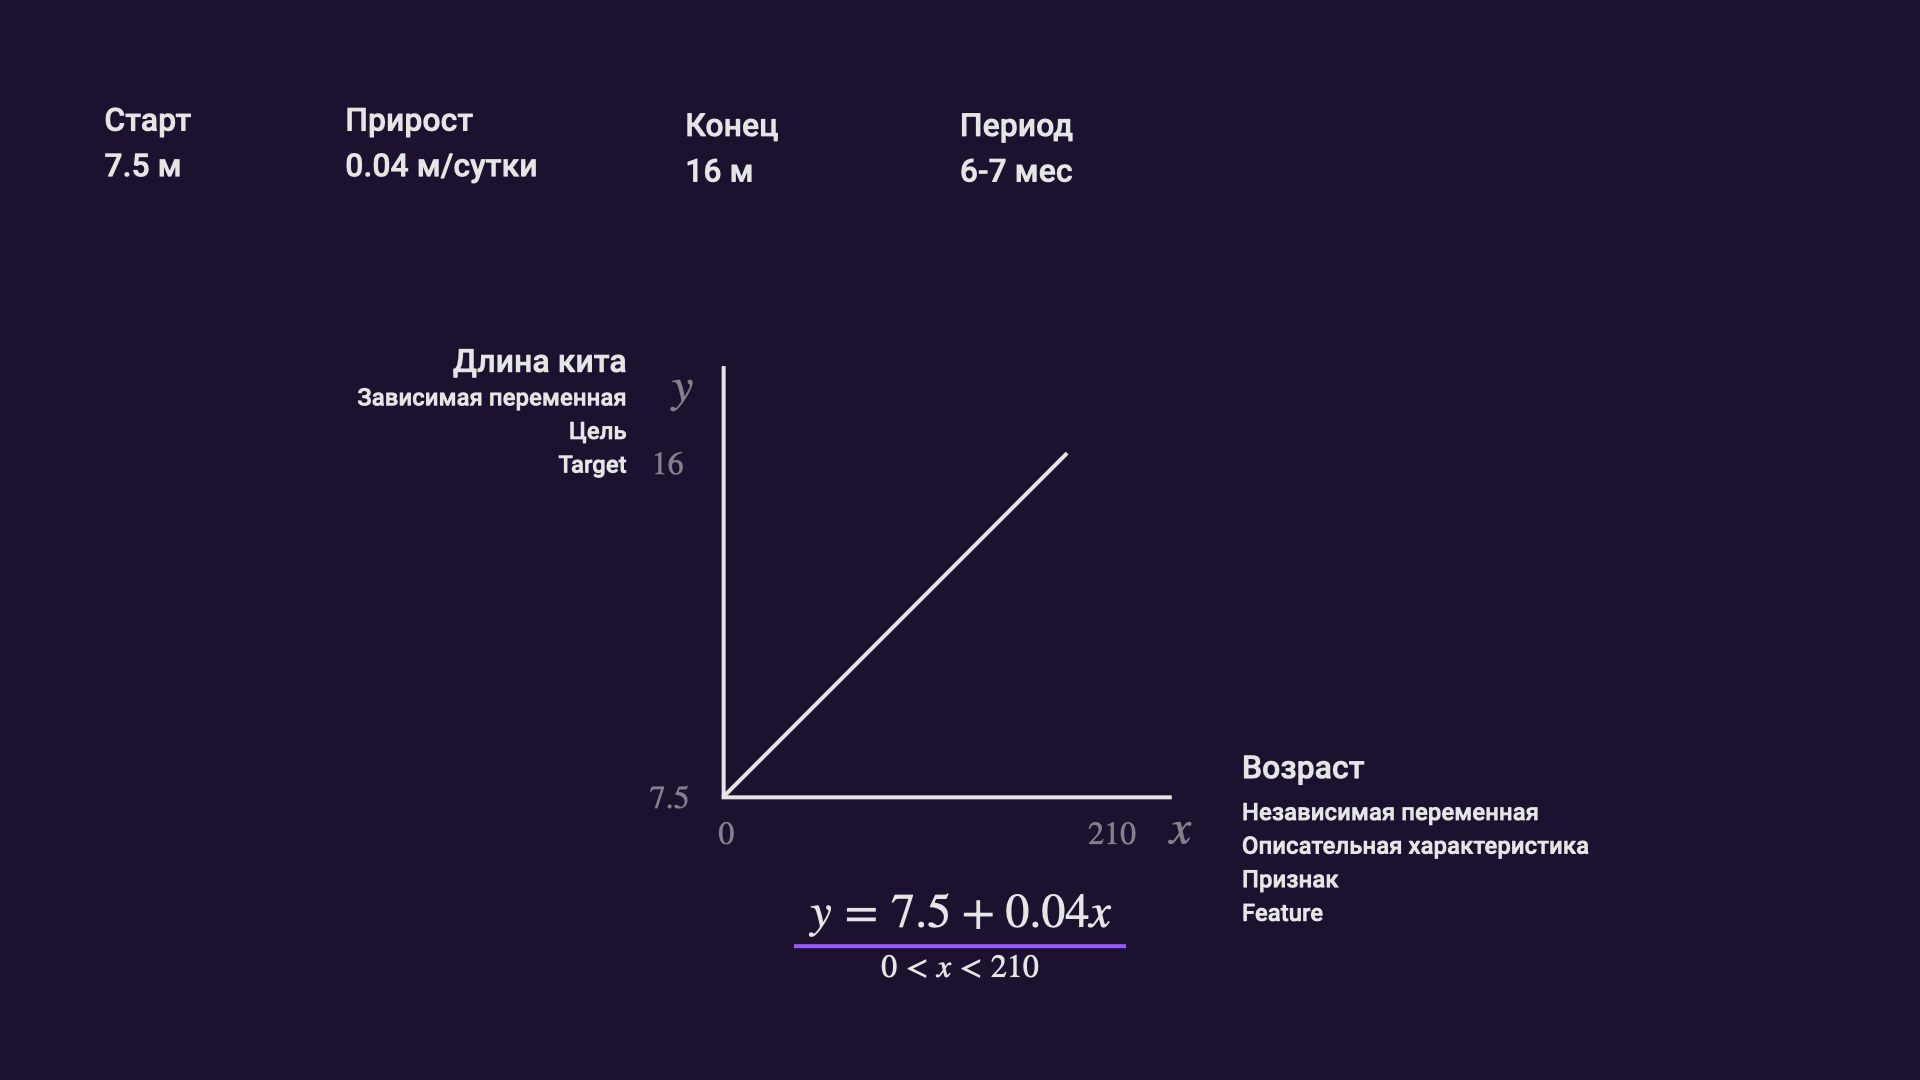 Старт
7.5 м
Прирост
0.04 м/сутки
Конец
16 м
Период
6-7 мес
Длина кита
Зависимая переменная
Цель
Target
y
16
7.5
0
210
x
Возраст
Независимая переменная
Описательная характеристика
Признак
Feature
y = 7.5 + 0.04x
0 < x < 210